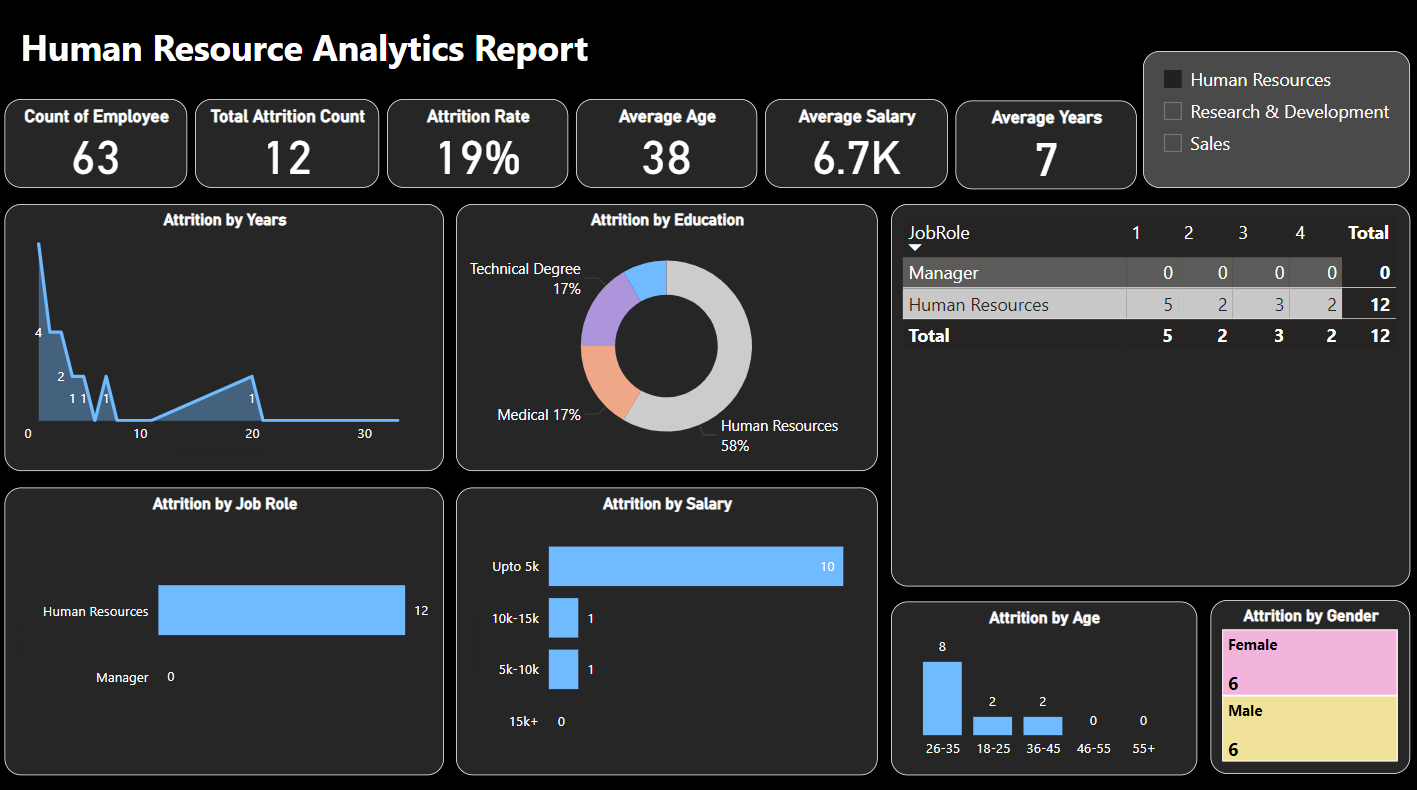 Human Resource Analytics Report
Human Resources
Research & Development
Sales
Count of Employee
63
Total Attrition Count
12
Attrition Rate
19%
Average Age
38
Average Salary
6.7K
Average Years
7
Attrition by Years
4
2
1 1 1 1
0 10 20 30
Attrition by Education
Technical Degree
17%
Medical 17%
Human Resources
58%
JobRole 1 2 3 4 Total
Manager 0 0 0 0 0
Human Resources 5 2 3 2 12
Total 5 2 3 2 12
Attrition by Job Role
Human Resources 12
Manager 0
Attrition by Salary
Upto 5k 10
10k-15k 1
5k-10k 1
15k+ 0
Attrition by Age
8 2 2 0 0
26-35 18-25 36-45 46-55 55+
Attrition by Gender
Female
6
Male
6